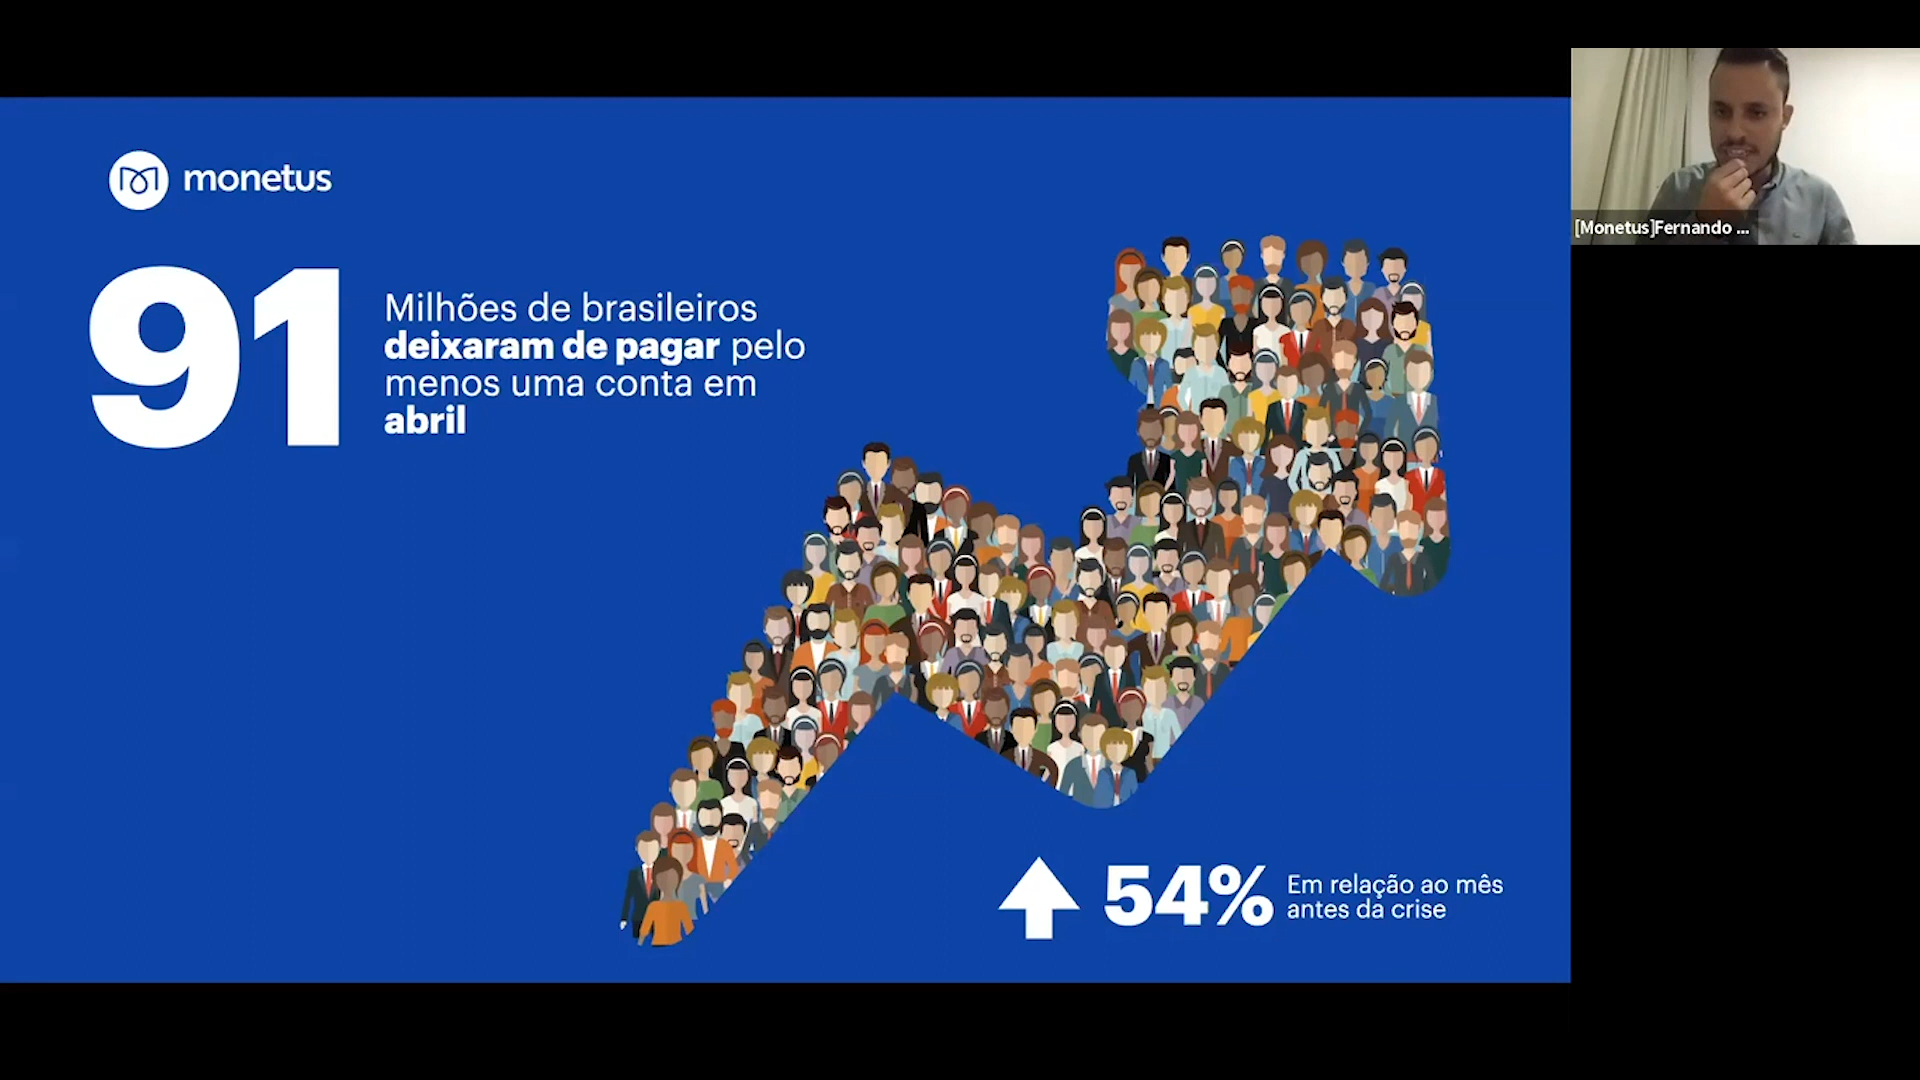 monetus
91
Milhões de brasileiros
deixaram de pagar pelo
menos uma conta em
abril
54%
Em relação ao mês
antes da crise
[Monetus]Fernando ...